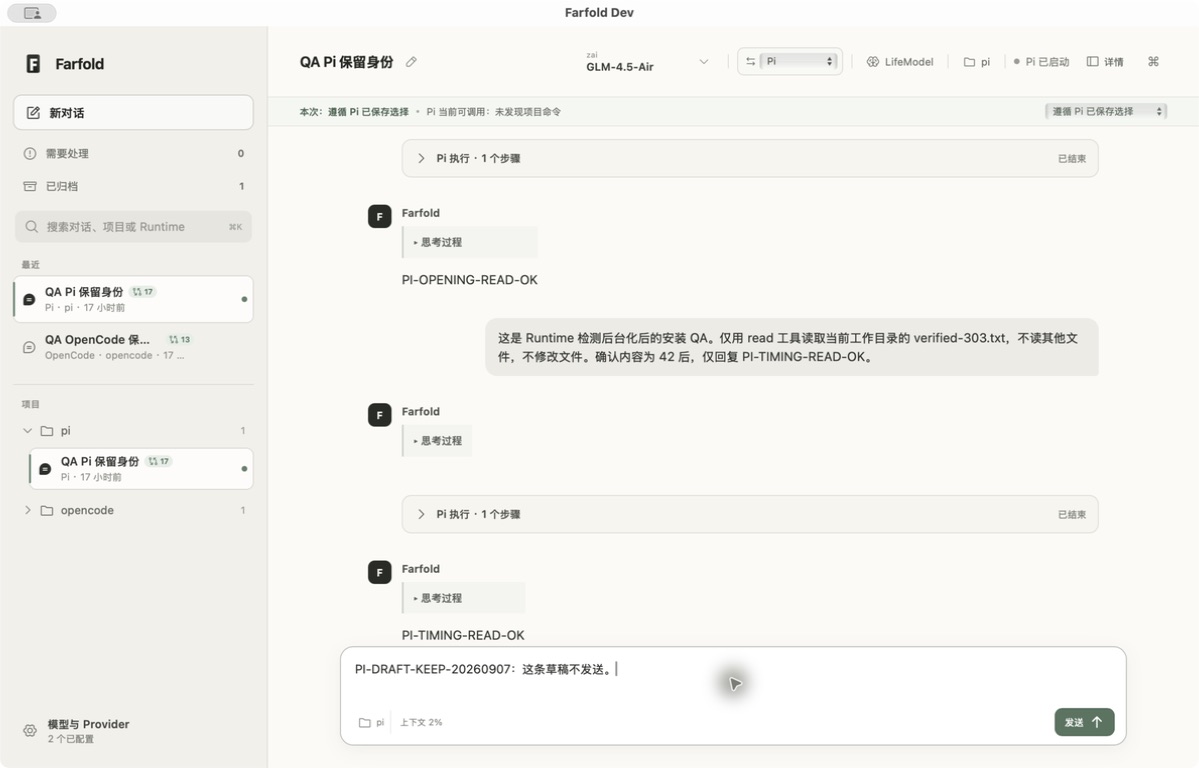 Farfold Dev
F Farfold
新对话
需要处理 0
已归档 1
搜索对话、项目或 Runtime ⌘K
最近
QA Pi 保留身份 17
Pi · pi · 17 小时前
QA OpenCode 保... 13
OpenCode · opencode · 17 ...
项目
pi 1
QA Pi 保留身份 17
Pi · 17 小时前
opencode 1
模型与 Provider
2 个已配置
QA Pi 保留身份
zai
GLM-4.5-Air
Pi
LifeModel
pi
Pi 已启动
详情
⌘
本次：遵循 Pi 已保存选择 • Pi 当前可调用：未发现项目命令
遵循 Pi 已保存选择
Pi 执行 · 1 个步骤 已结束
F Farfold
思考过程
PI-OPENING-READ-OK
这是 Runtime 检测后台化后的安装 QA。仅用 read 工具读取当前工作目录的 verified-303.txt，不读其他文
件，不修改文件。确认内容为 42 后，仅回复 PI-TIMING-READ-OK。
F Farfold
思考过程
Pi 执行 · 1 个步骤 已结束
F Farfold
思考过程
PI-TIMING-READ-OK
PI-DRAFT-KEEP-20260907：这条草稿不发送。
pi 上下文 2%
发送